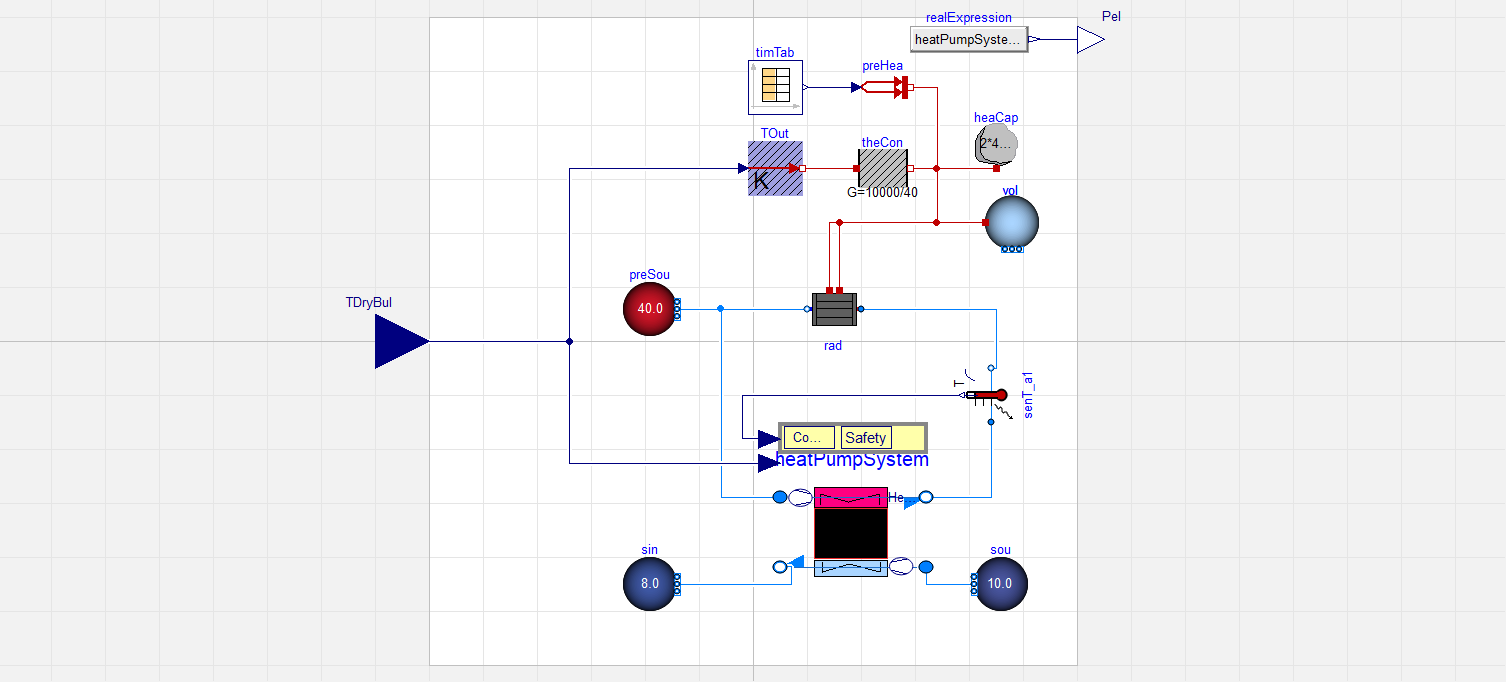 realExpression
Pel
heatPumpSyste...
timTab
preHea
heaCap
2*4...
TOut
K
theCon
G=10000/40
vol
preSou
40.0
TDryBul
rad
T
senT_a1
Co...
Safety
heatPumpSystem
He
sin
8.0
sou
10.0